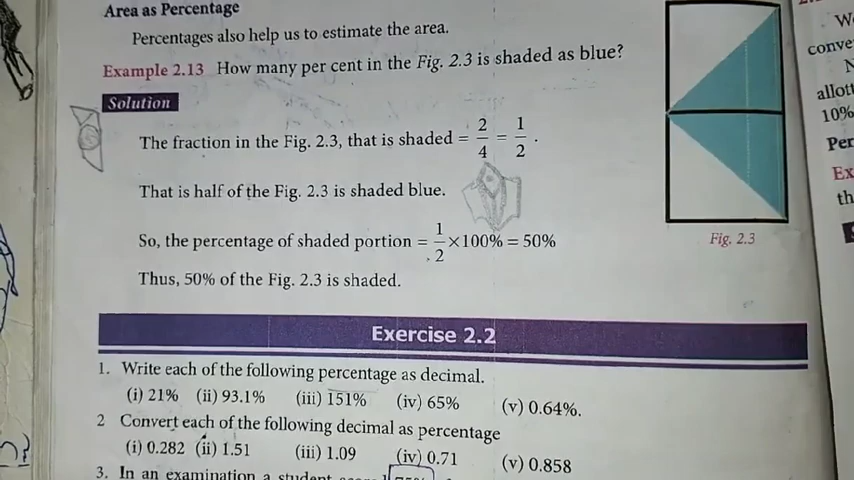 Area as Percentage
Percentages also help us to estimate the area.
Example 2.13 How many per cent in the Fig. 2.3 is shaded as blue?
Solution
The fraction in the Fig. 2.3, that is shaded = 2/4 = 1/2 .
That is half of the Fig. 2.3 is shaded blue.
So, the percentage of shaded portion = 1/2 ×100% = 50%
Thus, 50% of the Fig. 2.3 is shaded.
Fig. 2.3
Exercise 2.2
1. Write each of the following percentage as decimal.
(i) 21% (ii) 93.1% (iii) 151% (iv) 65% (v) 0.64%.
2 Convert each of the following decimal as percentage
(i) 0.282 (ii) 1.51 (iii) 1.09 (iv) 0.71 (v) 0.858
3. In an examination a student
10%